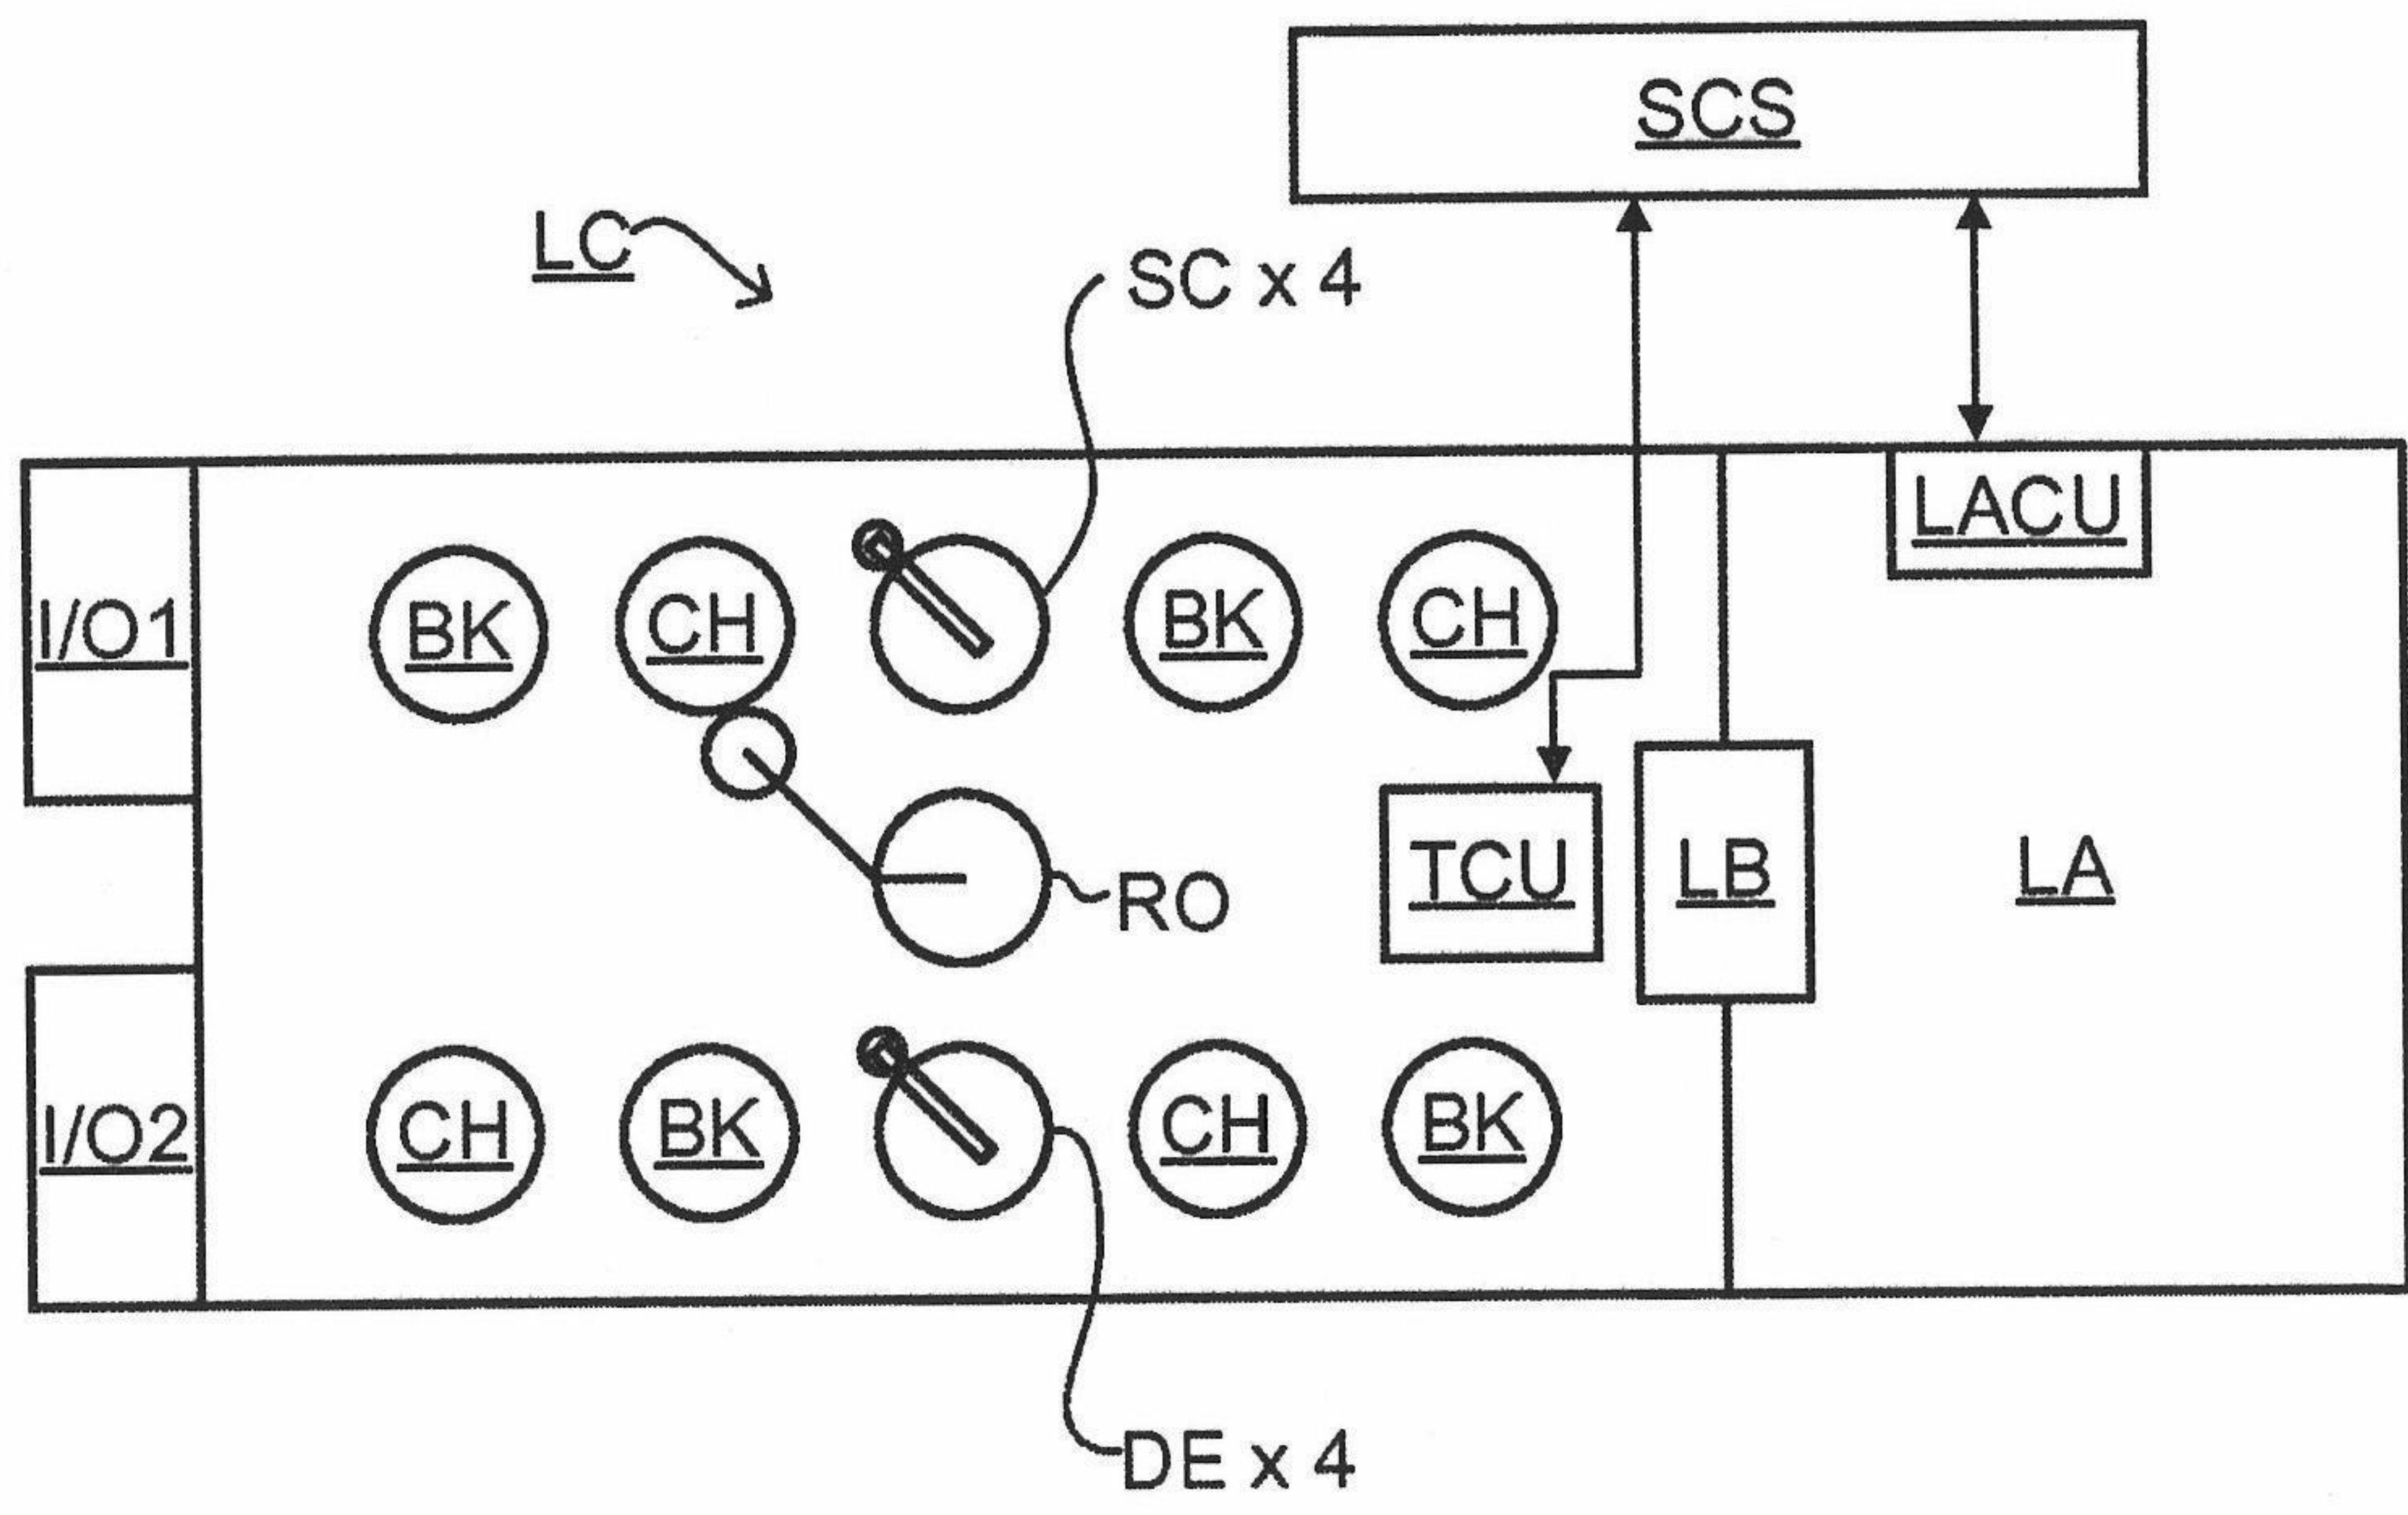 SCS
LC
SC x 4
LACU
I/O1
BK
CH
BK
CH
RO
TCU
LB
LA
I/O2
CH
BK
CH
BK
DE x 4